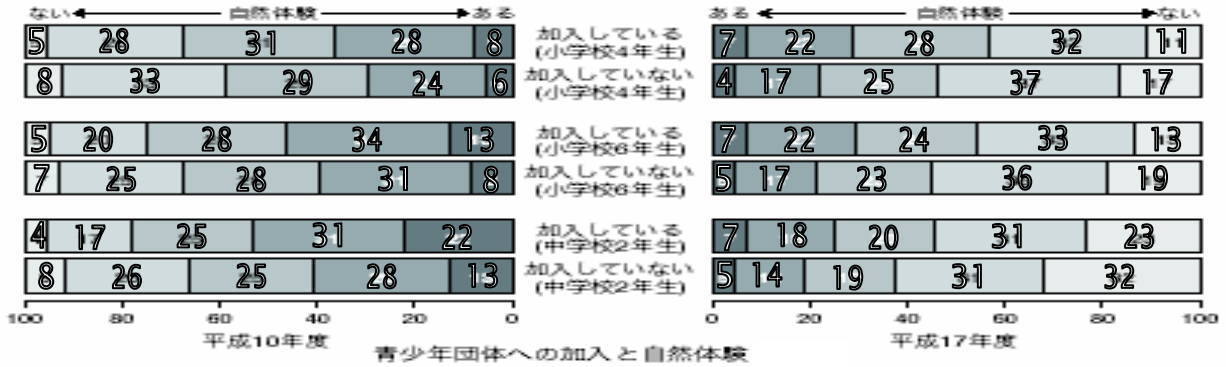 ない 自然体験 ある
ある 自然体験 ない
5 28 31 28 8 加入している (小学校4年生) 7 22 28 32 11
8 33 29 24 6 加入していない (小学校4年生) 4 17 25 37 17
5 20 28 34 13 加入している (小学校6年生) 7 22 24 33 13
7 25 28 31 8 加入していない (小学校6年生) 5 17 23 36 19
4 17 25 31 22 加入している (中学校2年生) 7 18 20 31 23
8 26 25 28 13 加入していない (中学校2年生) 5 14 19 31 32
100 80 60 40 20 0
0 20 40 60 80 100
平成10年度
平成17年度
青少年団体への加入と自然体験